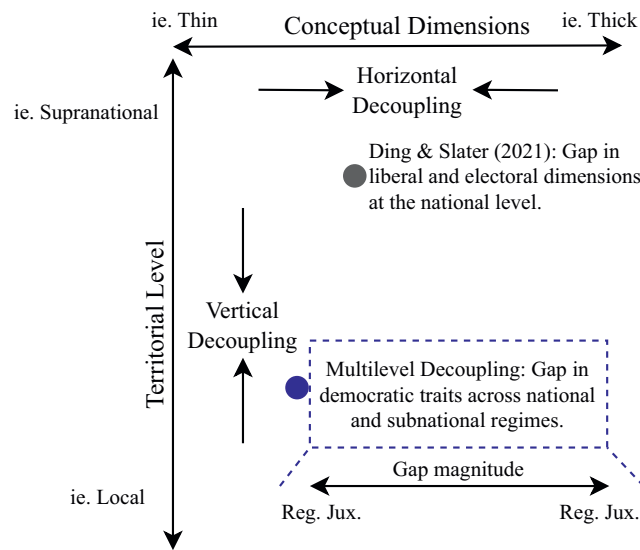 ie. Thin
Conceptual Dimensions
ie. Thick
Horizontal
Decoupling
ie. Supranational
Ding & Slater (2021): Gap in
liberal and electoral dimensions
at the national level.
Territorial Level
Vertical
Decoupling
Multilevel Decoupling: Gap in
democratic traits across national
and subnational regimes.
Gap magnitude
ie. Local
Reg. Jux.
Reg. Jux.